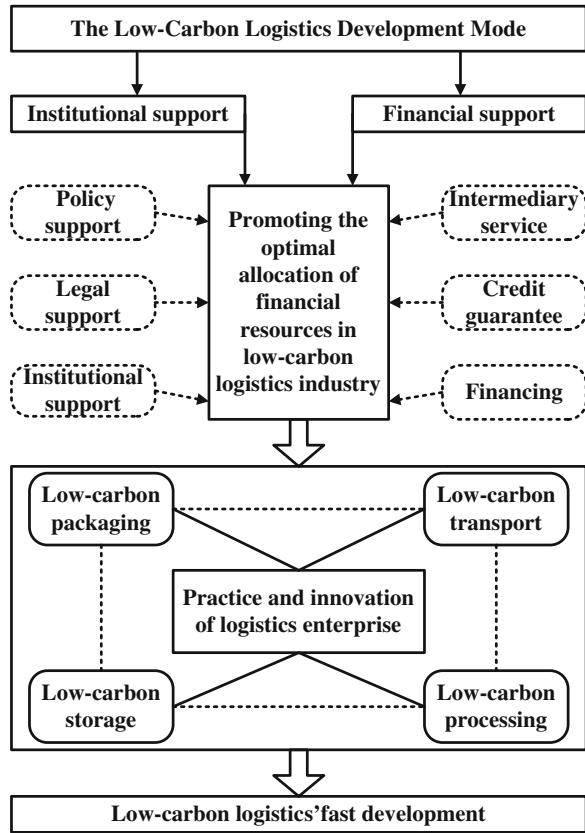 The Low-Carbon Logistics Development Mode
Institutional support
Financial support
Policy
support
Legal
support
Institutional
support
Promoting the
optimal
allocation of
financial
resources in
low-carbon
logistics industry
Intermediary
service
Credit
guarantee
Financing
Low-carbon
packaging
Low-carbon
transport
Practice and innovation
of logistics enterprise
Low-carbon
storage
Low-carbon
processing
Low-carbon logistics’fast development